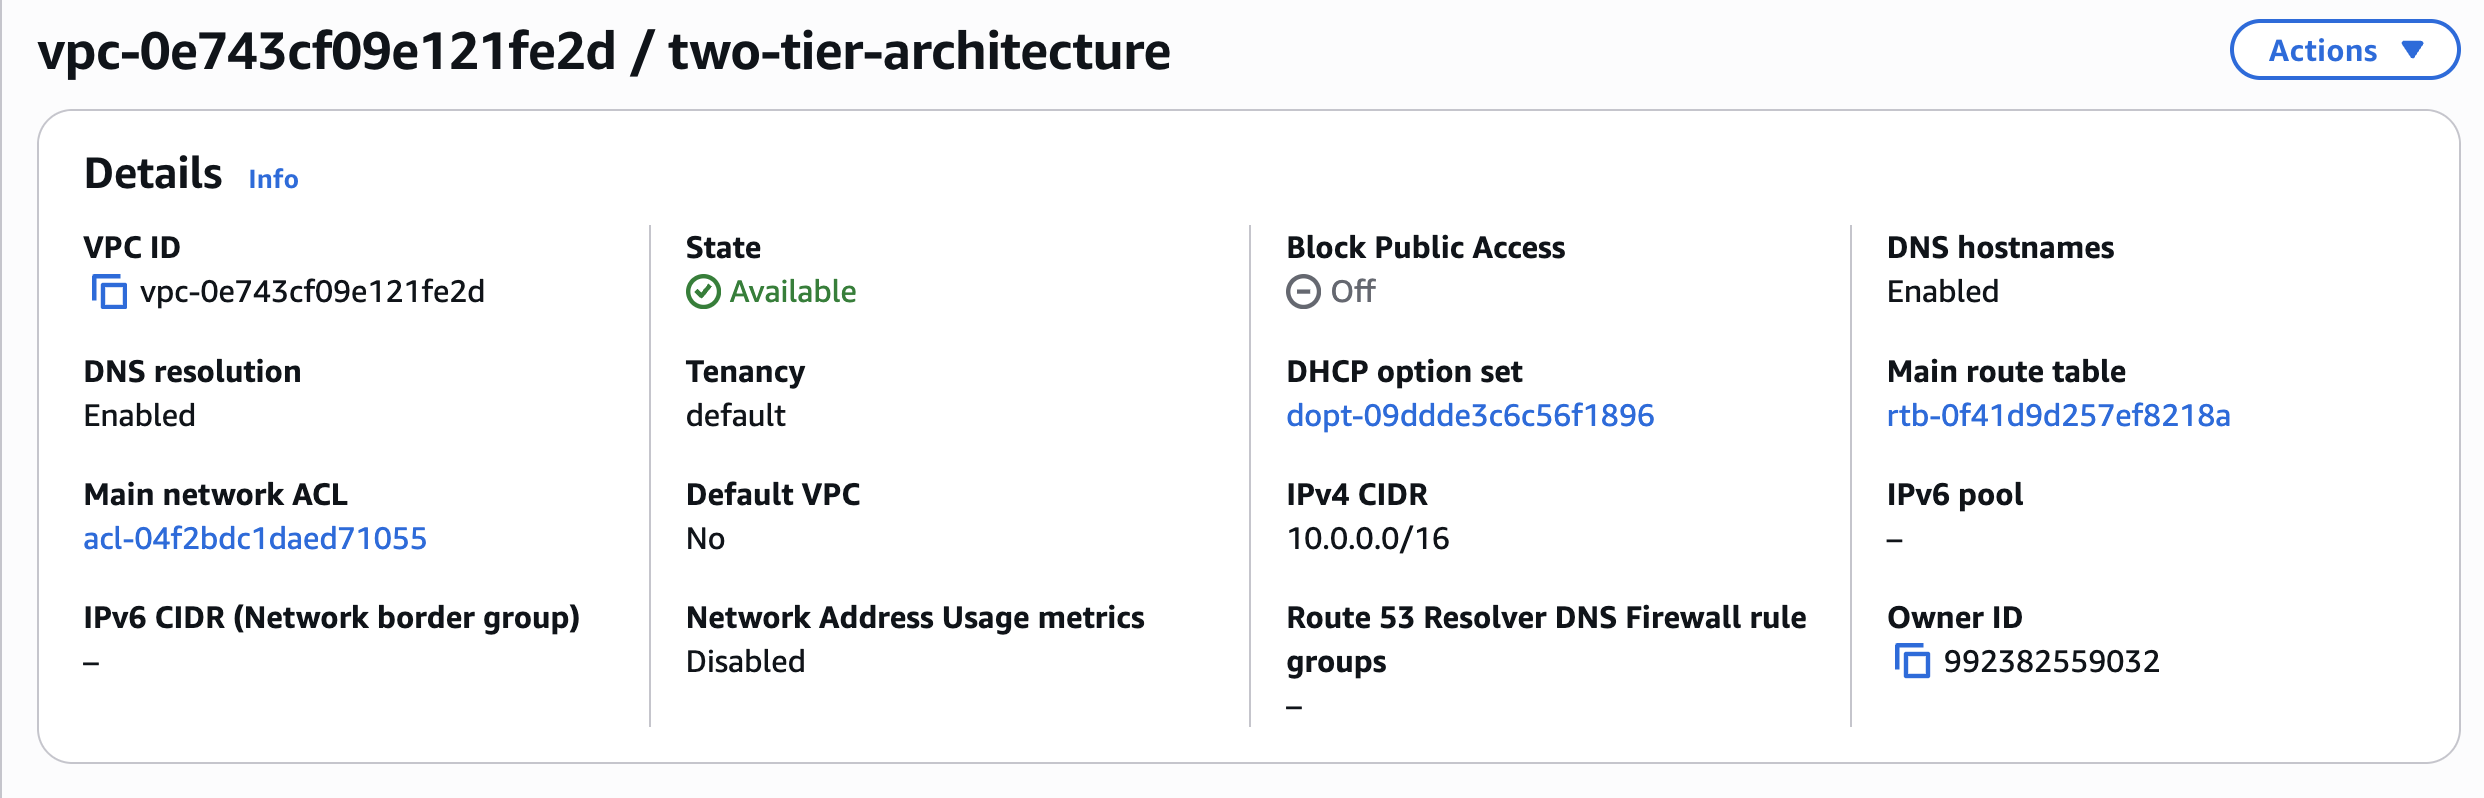 vpc-0e743cf09e121fe2d / two-tier-architecture
Actions
Details Info
VPC ID
vpc-0e743cf09e121fe2d
State
Available
Block Public Access
Off
DNS hostnames
Enabled
DNS resolution
Enabled
Tenancy
default
DHCP option set
dopt-09ddde3c6c56f1896
Main route table
rtb-0f41d9d257ef8218a
Main network ACL
acl-04f2bdc1daed71055
Default VPC
No
IPv4 CIDR
10.0.0.0/16
IPv6 pool
–
IPv6 CIDR (Network border group)
–
Network Address Usage metrics
Disabled
Route 53 Resolver DNS Firewall rule
groups
–
Owner ID
992382559032